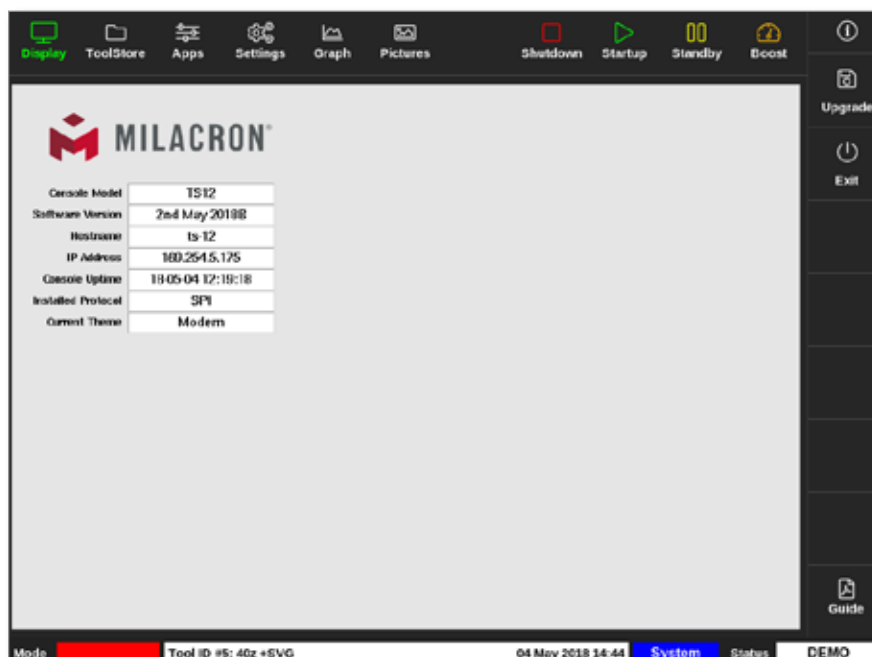 Display ToolStore Apps Settings Graph Pictures Shutdown Startup Standby Boost
Upgrade
Exit
MILACRON®
Console Model TS12
Software Version 2nd May 2018B
Hostname ts-12
IP Address
Console Uptime 18-05-04 12:19:18
Installed Protocol SPI
Current Theme Modern
Guide
Mode Tool ID #5: 40z +SVG 04 May 2018 14:44 System Status DEMO